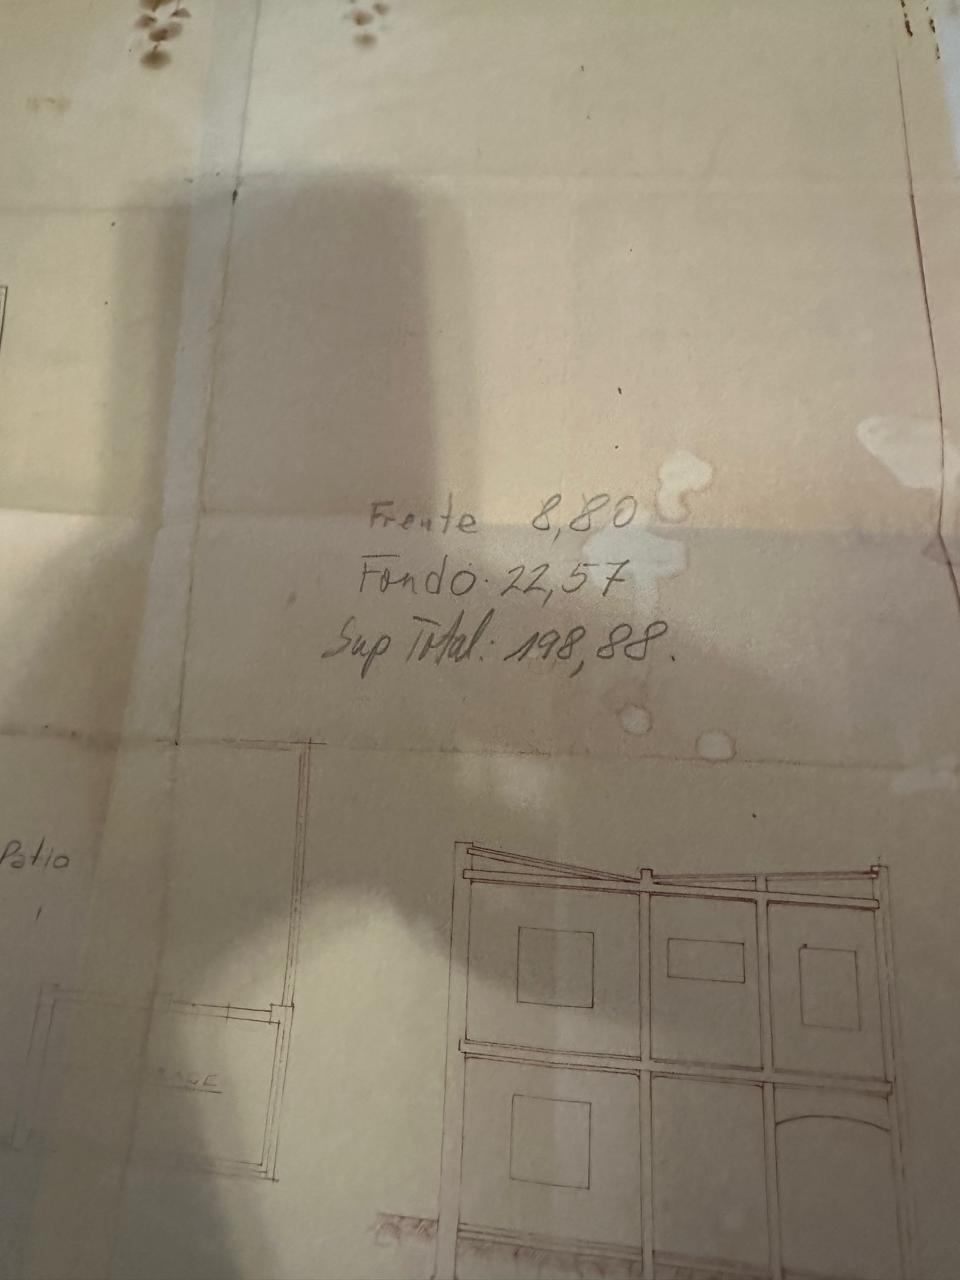 Frente 8,80
Fondo. 22,57
Sup Total: 198,88.
Patio